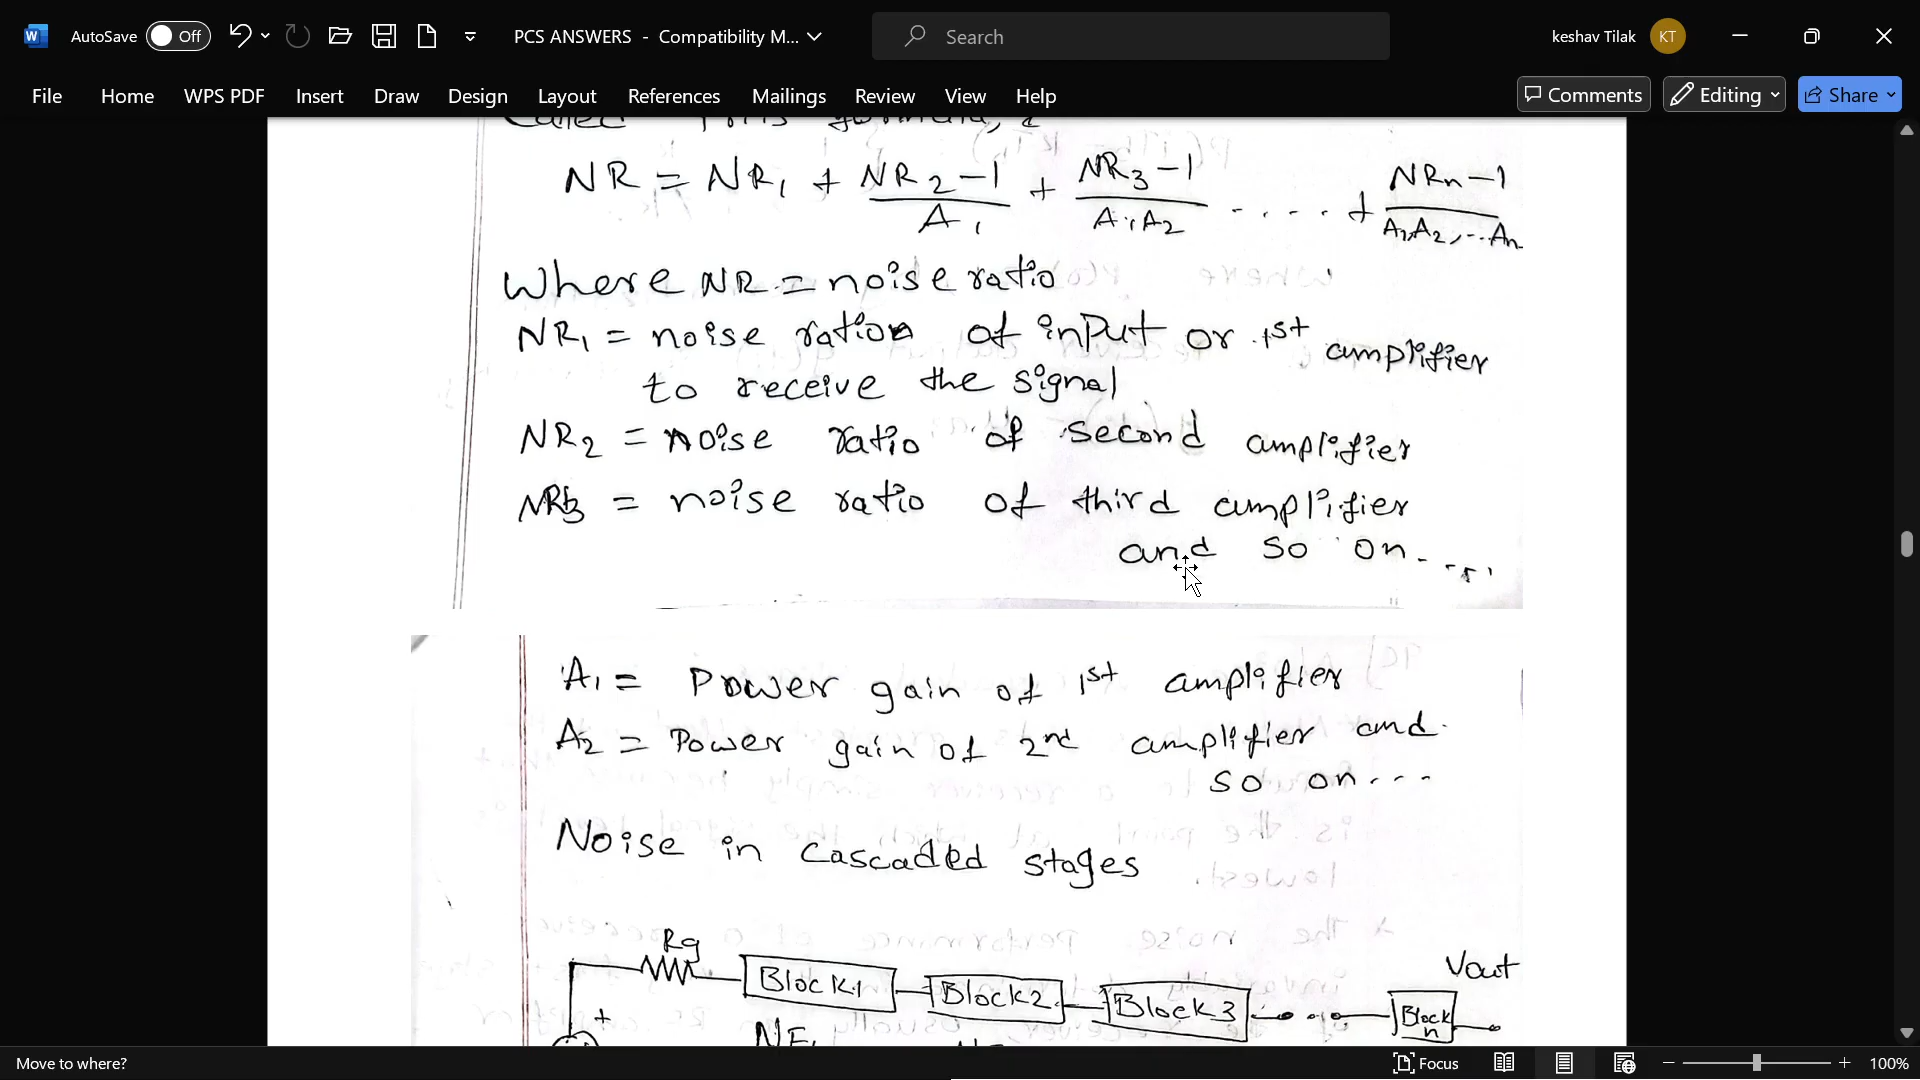 AutoSave Off PCS ANSWERS - Compatibility M... Search keshav Tilak KT
File Home WPS PDF Insert Draw Design Layout References Mailings Review View Help Comments Editing Share
Called formula,
NR = NR1 + NR2-1/A1 + NR3-1/A1A2 ..... + NRn-1/A1,A2,...An
Where NR = noise ratio
NR1 = noise ration of input or 1st amplifier
to receive the signal
NR2 = noise ratio of second amplifier
NR3 = noise ratio of third amplifier
and so on....
A1 = Power gain of 1st amplifier
A2 = Power gain of 2nd amplifier and
so on...
Noise in cascaded stages
Rg Vout
Block1 Block2 Block3 Block n
+
NF1
Move to where? Focus 100%